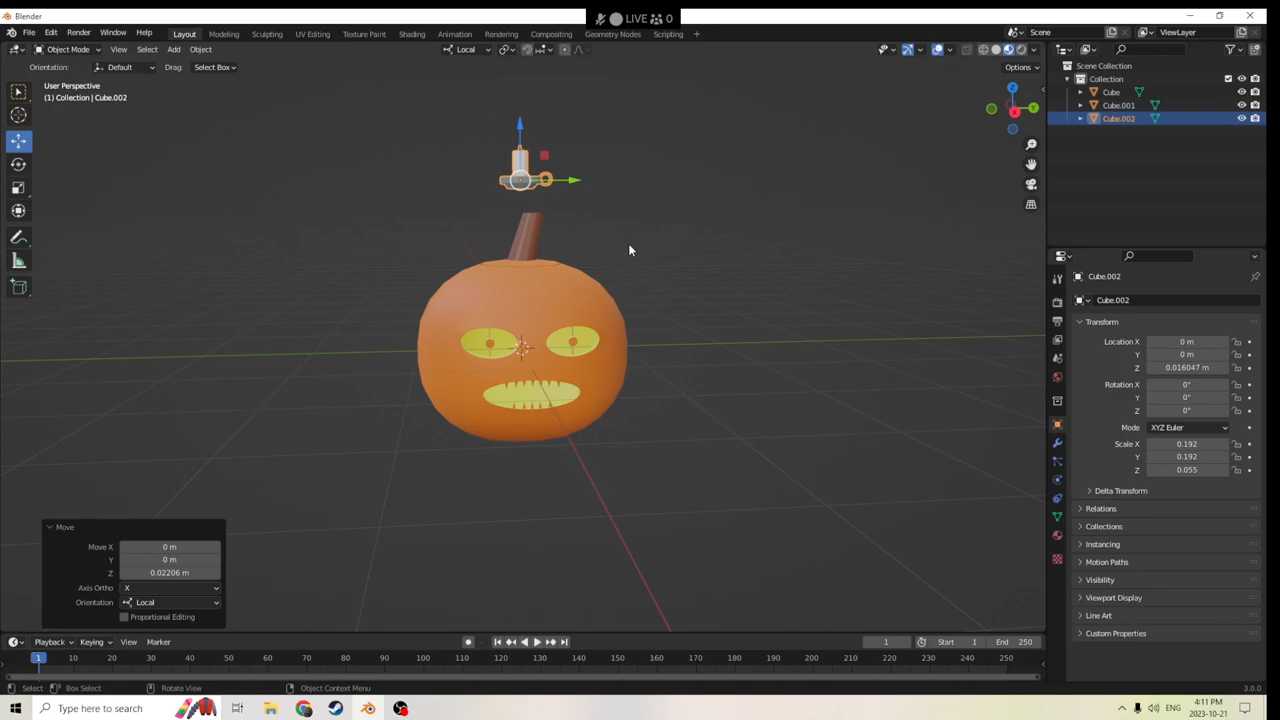 Blender
LIVE 0
File Edit Render Window Help Layout Modeling Sculpting UV Editing Texture Paint Shading Animation Rendering Compositing Geometry Nodes Scripting +
Scene
ViewLayer
Object Mode View Select Add Object
Local
Orientation: Default Drag: Select Box
Options
User Perspective
(1) Collection | Cube.002
Z
Y
X
Scene Collection
Collection
Cube
Cube.001
Cube.002
Cube.002
Cube.002
Transform
Location X 0 m
Y 0 m
Z 0.016047 m
Rotation X 0°
Y 0°
Z 0°
Mode XYZ Euler
Scale X 0.192
Y 0.192
Z 0.055
Delta Transform
Relations
Collections
Instancing
Motion Paths
Visibility
Viewport Display
Line Art
Custom Properties
Move
Move X 0 m
Y 0 m
Z 0.02206 m
Axis Ortho X
Orientation Local
Proportional Editing
Playback Keying View Marker
1 Start 1 End 250
1 10 20 30 40 50 60 70 80 90 100 110 120 130 140 150 160 170 180 190 200 210 220 230 240 250
Select Box Select Rotate View Object Context Menu 3.0.0
Type here to search
ENG
4:11 PM
2023-10-21